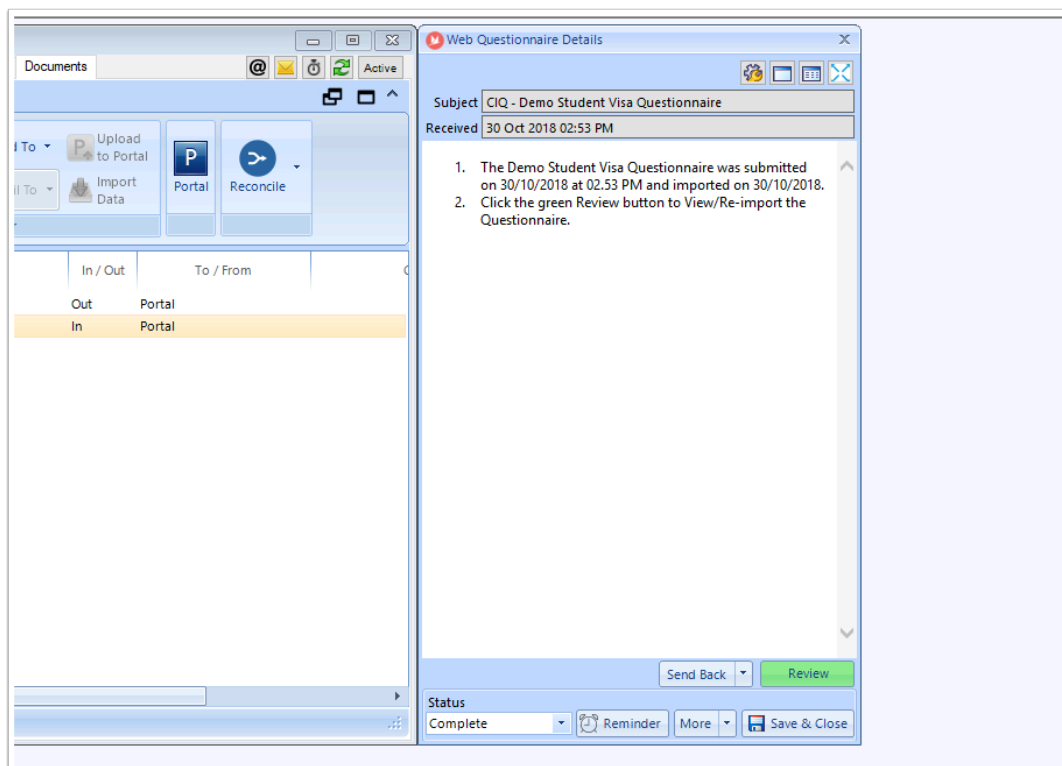 Web Questionnaire Details
Documents
@
Active
Subject CIQ - Demo Student Visa Questionnaire
Received 30 Oct 2018 02:53 PM
To
Upload
to Portal
Import
Data
To
P
Portal
Reconcile
1. The Demo Student Visa Questionnaire was submitted
on 30/10/2018 at 02.53 PM and imported on 30/10/2018.
2. Click the green Review button to View/Re-import the
Questionnaire.
In / Out To / From
Out Portal
In Portal
Send Back Review
Status
Complete Reminder More Save & Close